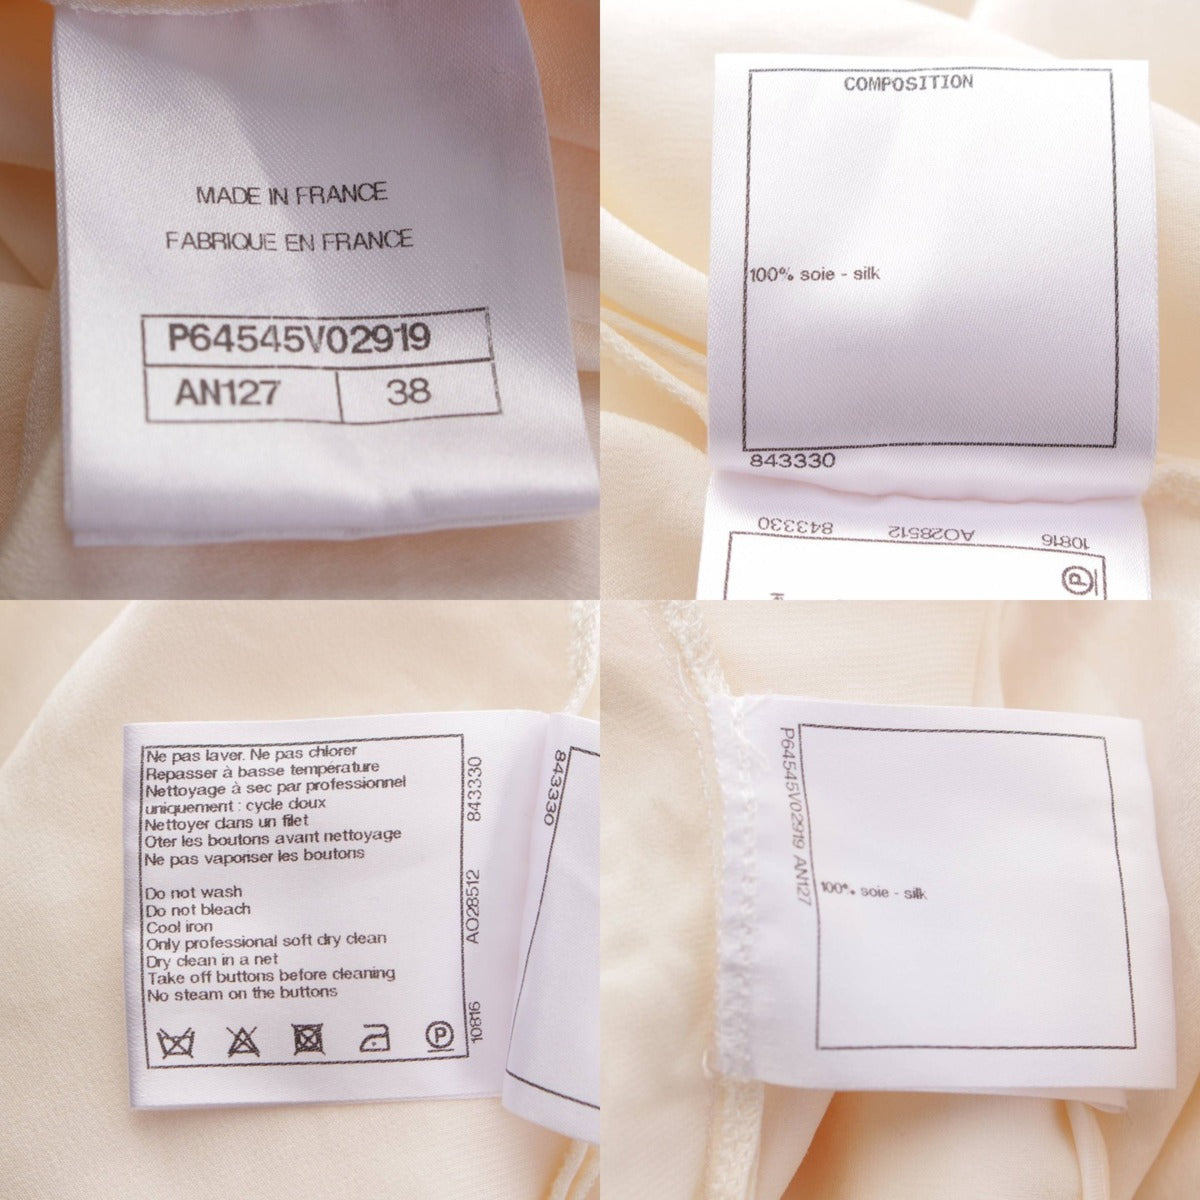 MADE IN FRANCE
FABRIQUE EN FRANCE
P64545V02919
AN127 38
COMPOSITION
100% soie - silk
843330
843330 AO28512 10816
P
Ne pas laver. Ne pas chlorer
Repasser à basse température
Nettoyage à sec par professionnel
uniquement : cycle doux
Nettoyer dans un filet
Oter les boutons avant nettoyage
Ne pas vaporiser les boutons
Do not wash
Do not bleach
Cool iron
Only professional soft dry clean
Dry clean in a net
Take off buttons before cleaning
No steam on the buttons
P
10816 AO28512 843330
843330
P64545V02919 AN127
100% soie - silk